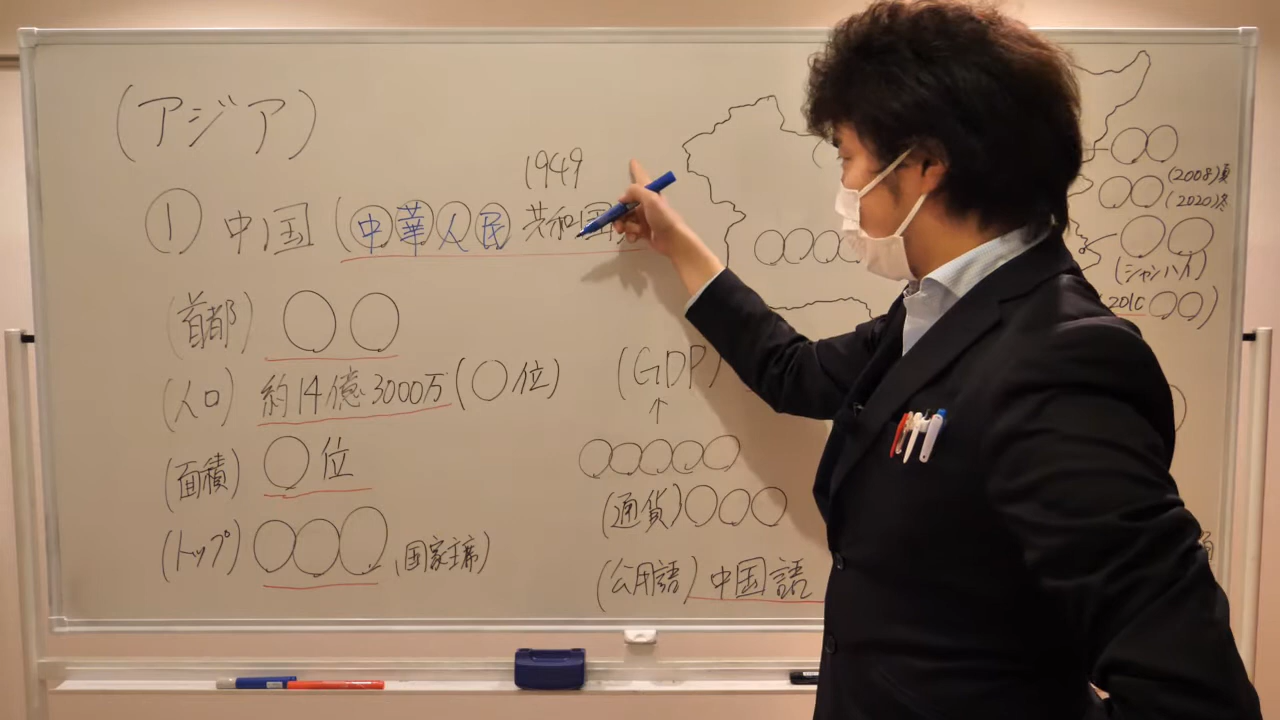 (アジア)
1949
① 中国 (中華人民 共和国
(首都) ○○
(人口) 約14億3000万 (○位)
(面積) ○位
(トップ) ○○○、国家主席)
(GDP)
↑
○○○○○
(通貨) ○○○
(公用語) 中国語
○○○
○○
(2008)夏
○○
(2020)冬
○○
(シャンハイ)
2010 ○○)